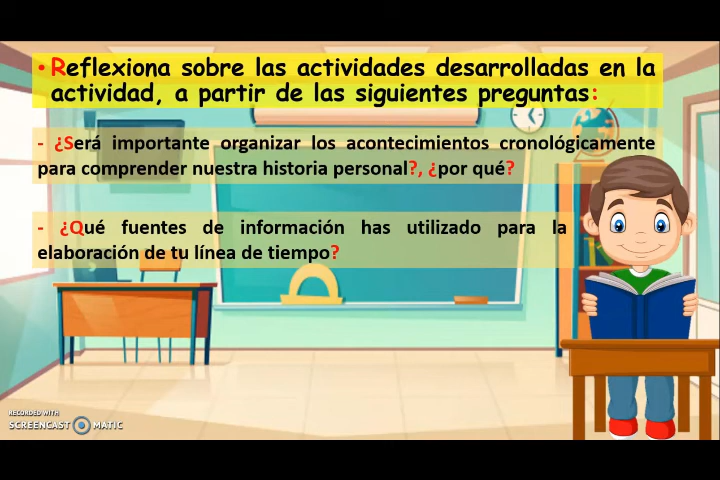 • Reflexiona sobre las actividades desarrolladas en la
actividad, a partir de las siguientes preguntas:
- ¿Será importante organizar los acontecimientos cronológicamente
para comprender nuestra historia personal?, ¿por qué?
- ¿Qué fuentes de información has utilizado para la
elaboración de tu línea de tiempo?
RECORDED WITH
SCREENCAST MATIC